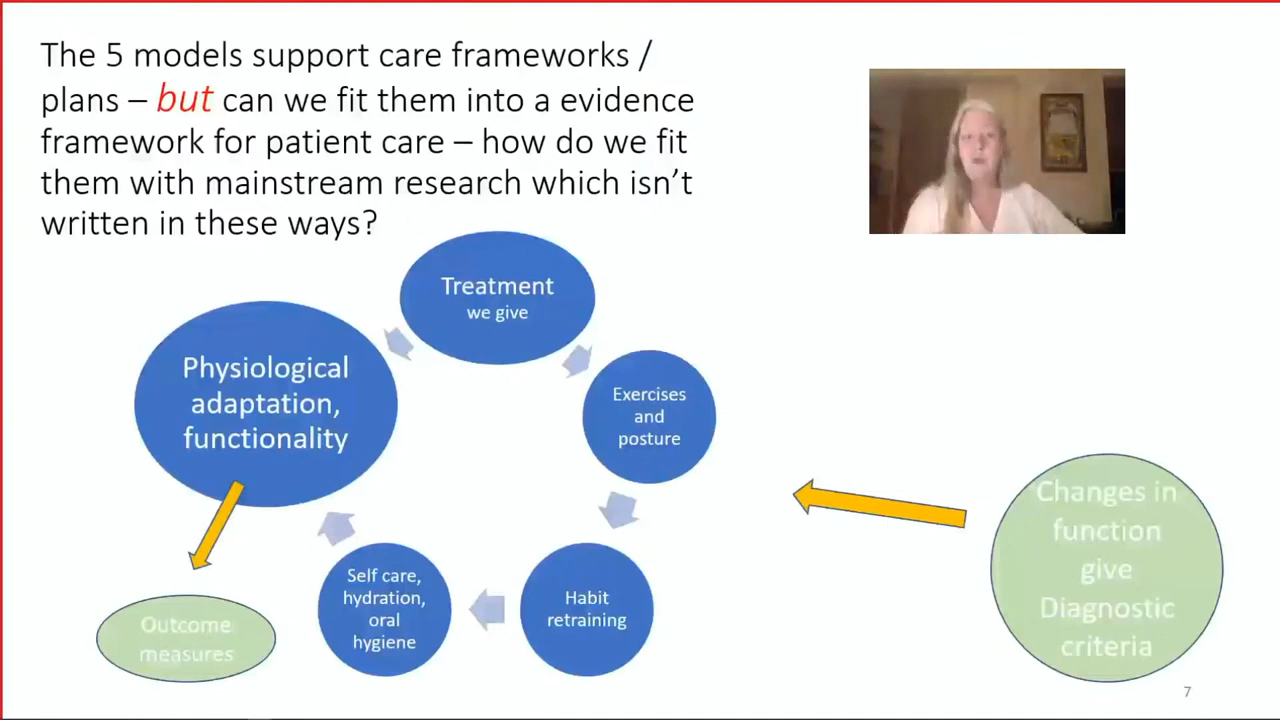 The 5 models support care frameworks /
plans – but can we fit them into a evidence
framework for patient care – how do we fit
them with mainstream research which isn't
written in these ways?
Treatment
we give
Physiological
adaptation,
functionality
Exercises
and
posture
Changes in
function
give
Diagnostic
criteria
Self care,
hydration,
oral
hygiene
Habit
retraining
Outcome
measures
7